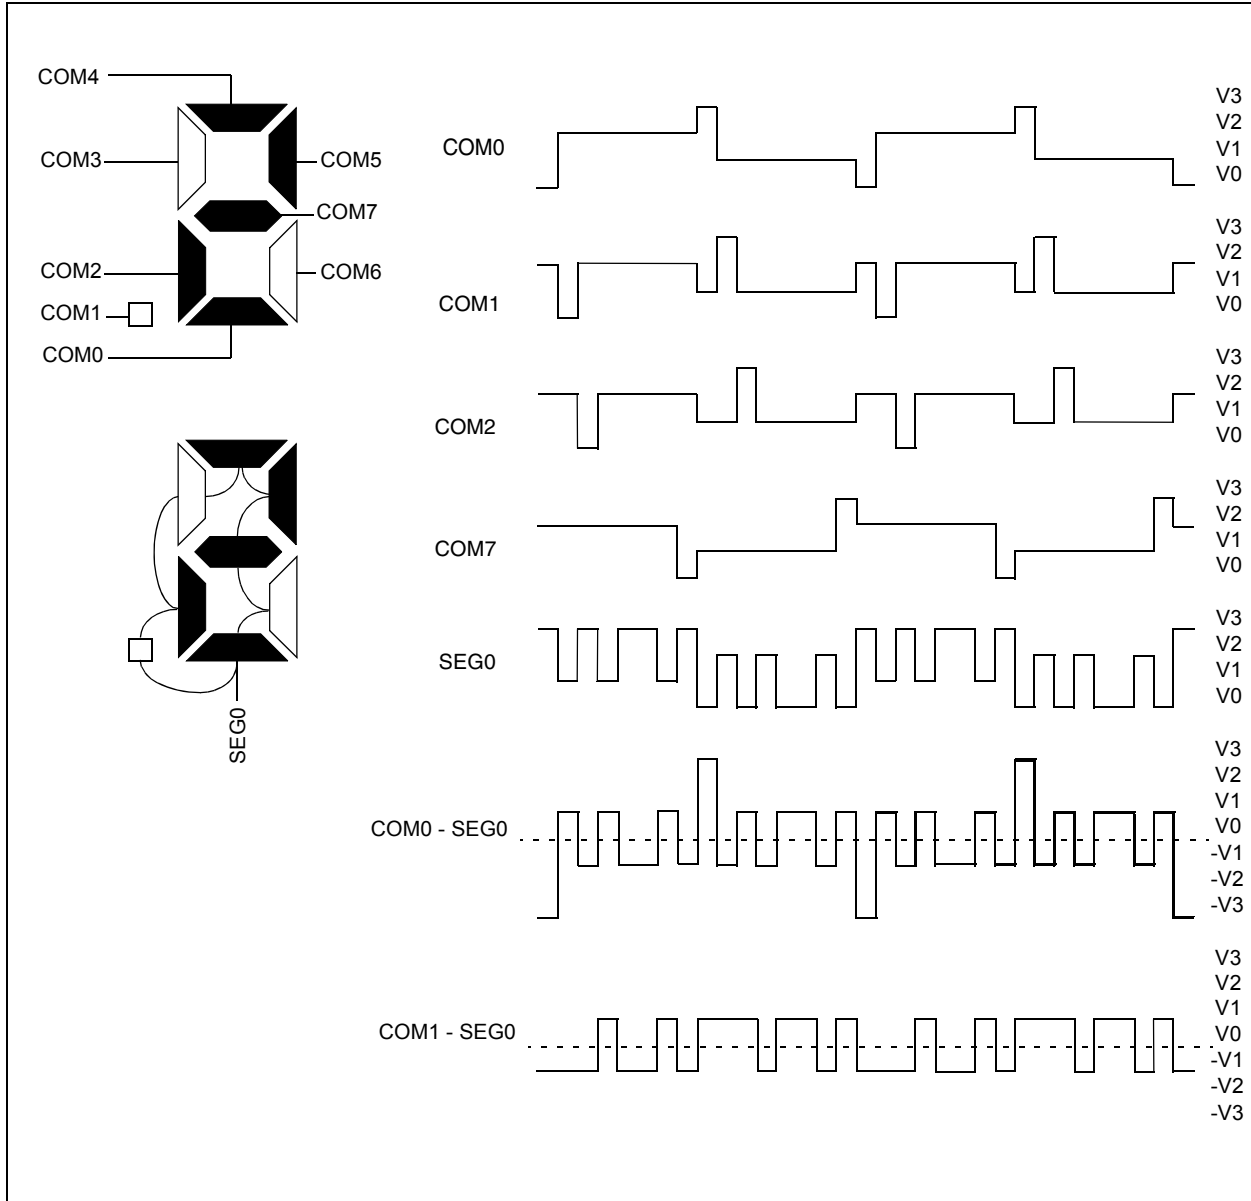 COM4
COM3
COM5
COM7
COM2
COM6
COM1
COM0
SEG0
COM0
V3
V2
V1
V0
COM1
V3
V2
V1
V0
COM2
V3
V2
V1
V0
COM7
V3
V2
V1
V0
SEG0
V3
V2
V1
V0
COM0 - SEG0
V3
V2
V1
V0
-V1
-V2
-V3
COM1 - SEG0
V3
V2
V1
V0
-V1
-V2
-V3